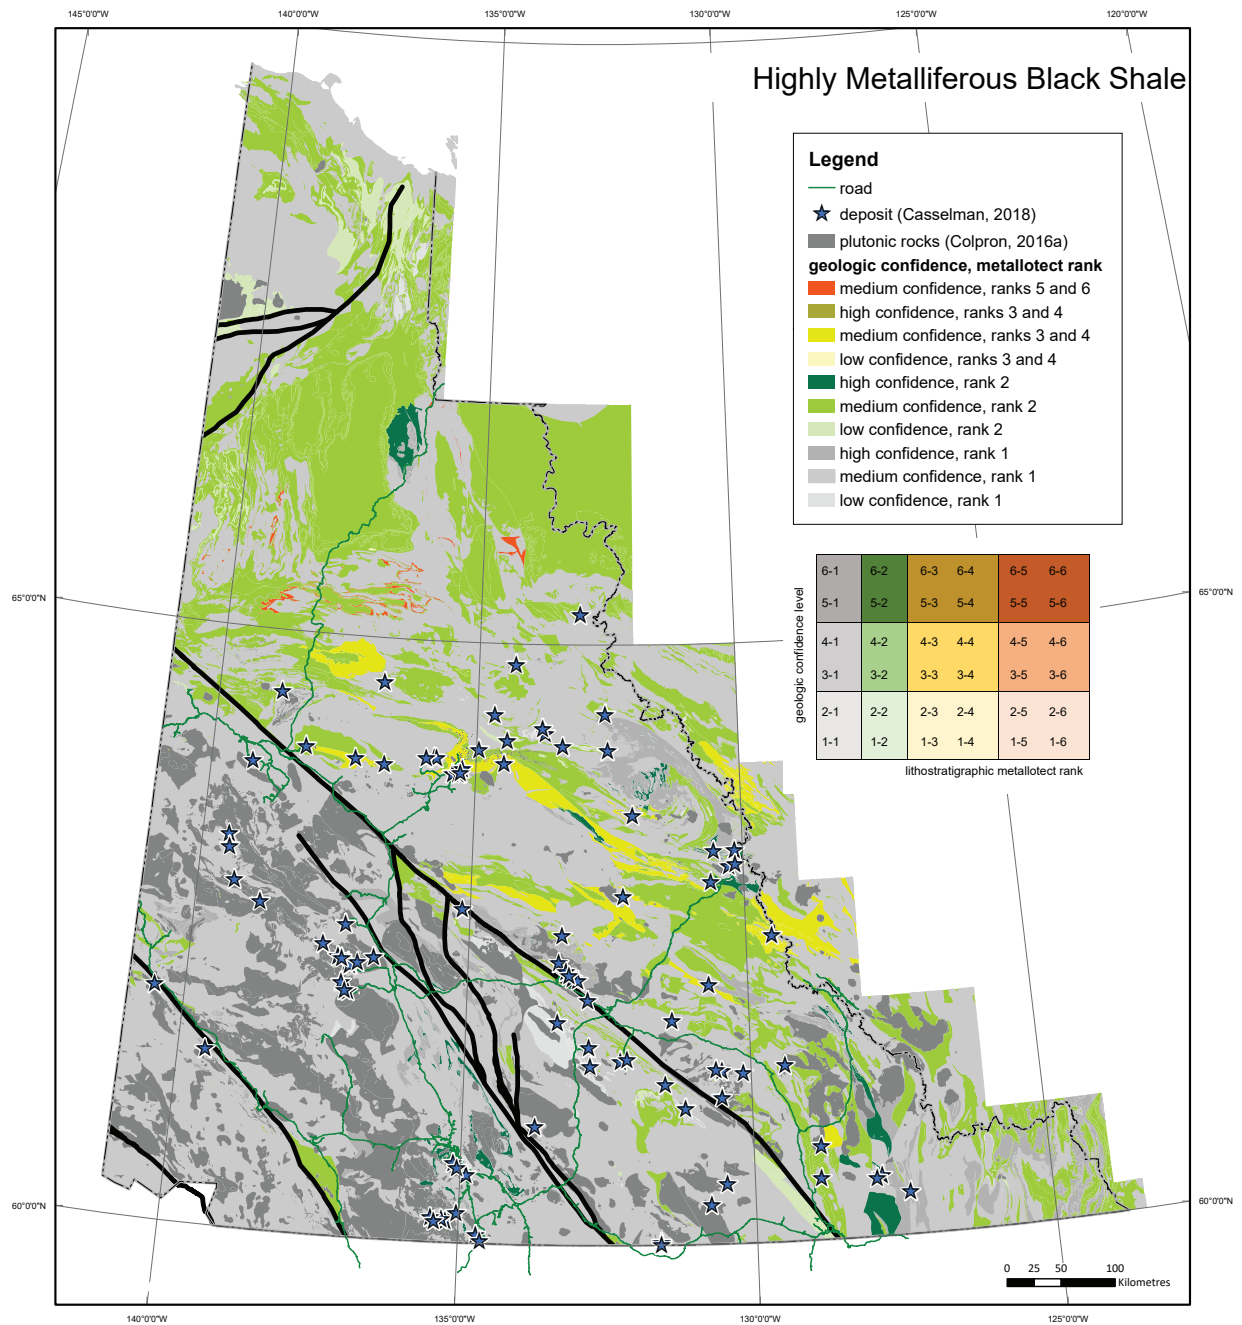 145°0'0"W 140°0'0"W 135°0'0"W 130°0'0"W 125°0'0"W 120°0'0"W
Highly Metalliferous Black Shale
Legend
road
deposit (Casselman, 2018)
plutonic rocks (Colpron, 2016a)
geologic confidence, metallotect rank
medium confidence, ranks 5 and 6
high confidence, ranks 3 and 4
medium confidence, ranks 3 and 4
low confidence, ranks 3 and 4
high confidence, rank 2
medium confidence, rank 2
low confidence, rank 2
high confidence, rank 1
medium confidence, rank 1
low confidence, rank 1
geologic confidence level
6-1 6-2 6-3 6-4 6-5 6-6
5-1 5-2 5-3 5-4 5-5 5-6
4-1 4-2 4-3 4-4 4-5 4-6
3-1 3-2 3-3 3-4 3-5 3-6
2-1 2-2 2-3 2-4 2-5 2-6
1-1 1-2 1-3 1-4 1-5 1-6
lithostratigraphic metallotect rank
65°0'0"N 65°0'0"N
60°0'0"N 60°0'0"N
0 25 50 100
Kilometres
140°0'0"W 135°0'0"W 130°0'0"W 125°0'0"W